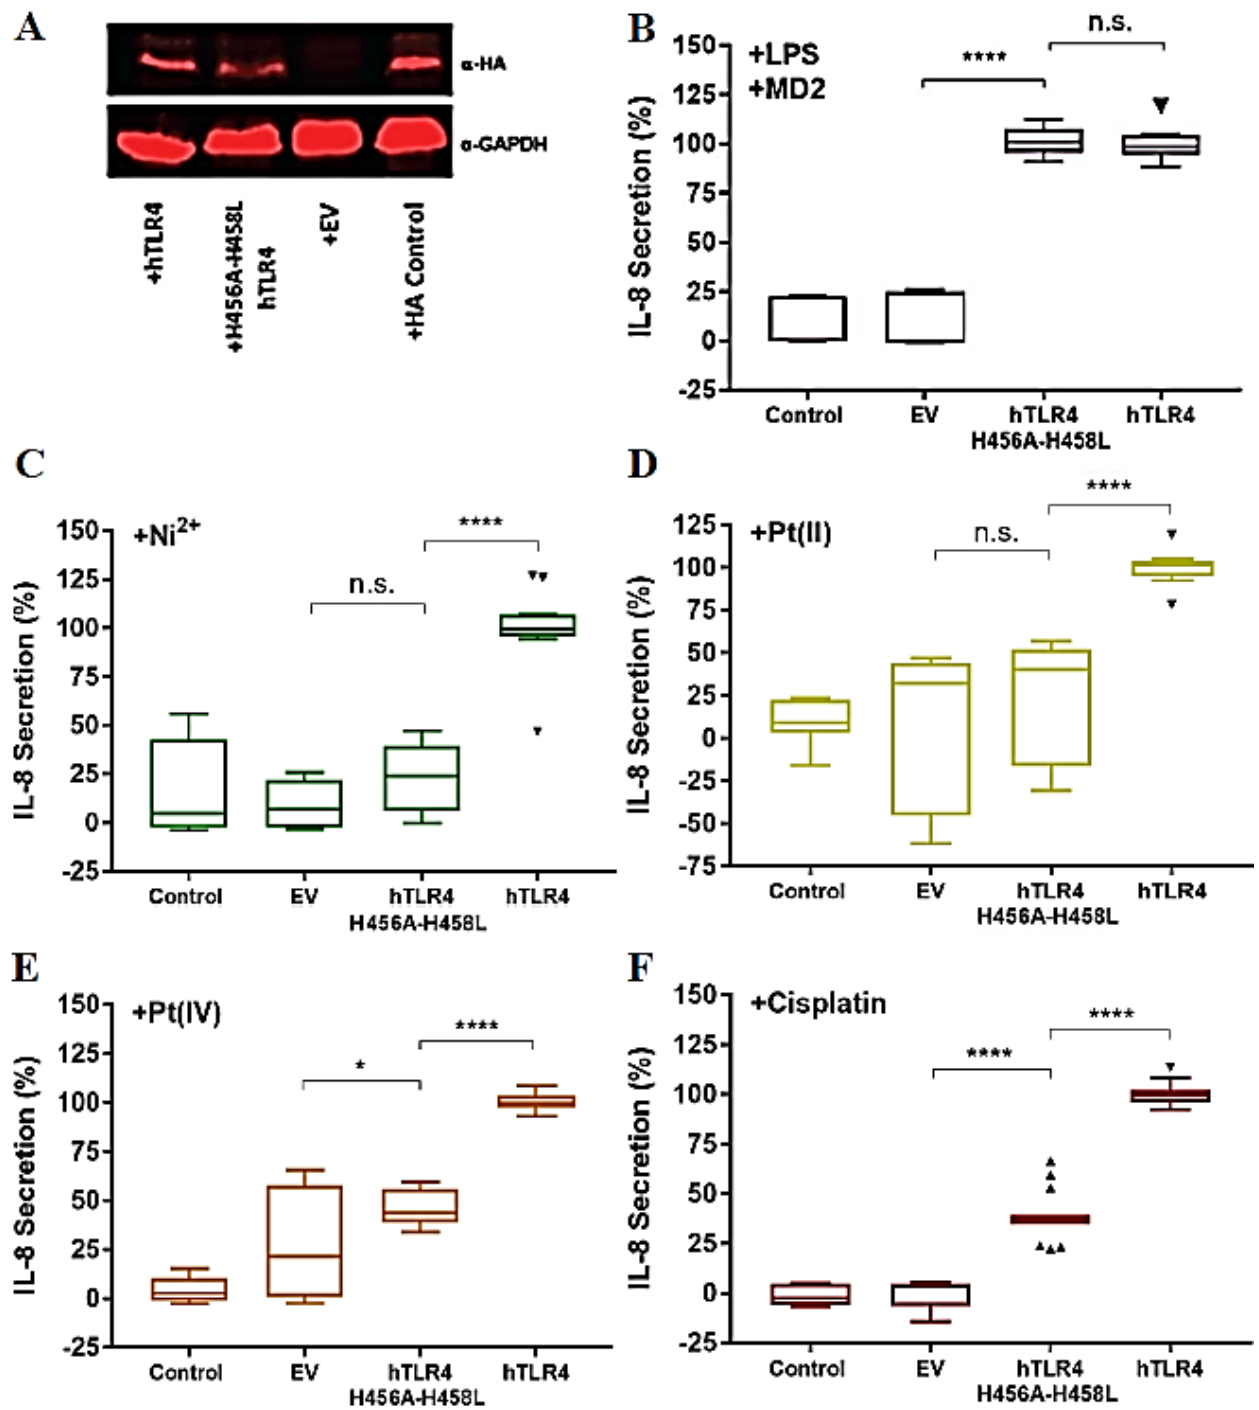 A
α-HA
α-GAPDH
+hTLR4
+H456A-H458L
hTLR4
+EV
+HA Control
B
+LPS
+MD2
****
n.s.
IL-8 Secretion (%)
150
125
100
75
50
25
0
-25
Control
EV
hTLR4
H456A-H458L
hTLR4
C
+Ni²⁺
n.s.
****
IL-8 Secretion (%)
150
125
100
75
50
25
0
-25
Control
EV
hTLR4
H456A-H458L
hTLR4
D
+Pt(II)
n.s.
****
IL-8 Secretion (%)
125
100
75
50
25
0
-25
-50
-75
Control
EV
hTLR4
H456A-H458L
hTLR4
E
+Pt(IV)
*
****
IL-8 Secretion (%)
150
125
100
75
50
25
0
-25
Control
EV
hTLR4
H456A-H458L
hTLR4
F
+Cisplatin
****
****
IL-8 Secretion (%)
150
125
100
75
50
25
0
-25
Control
EV
hTLR4
H456A-H458L
hTLR4